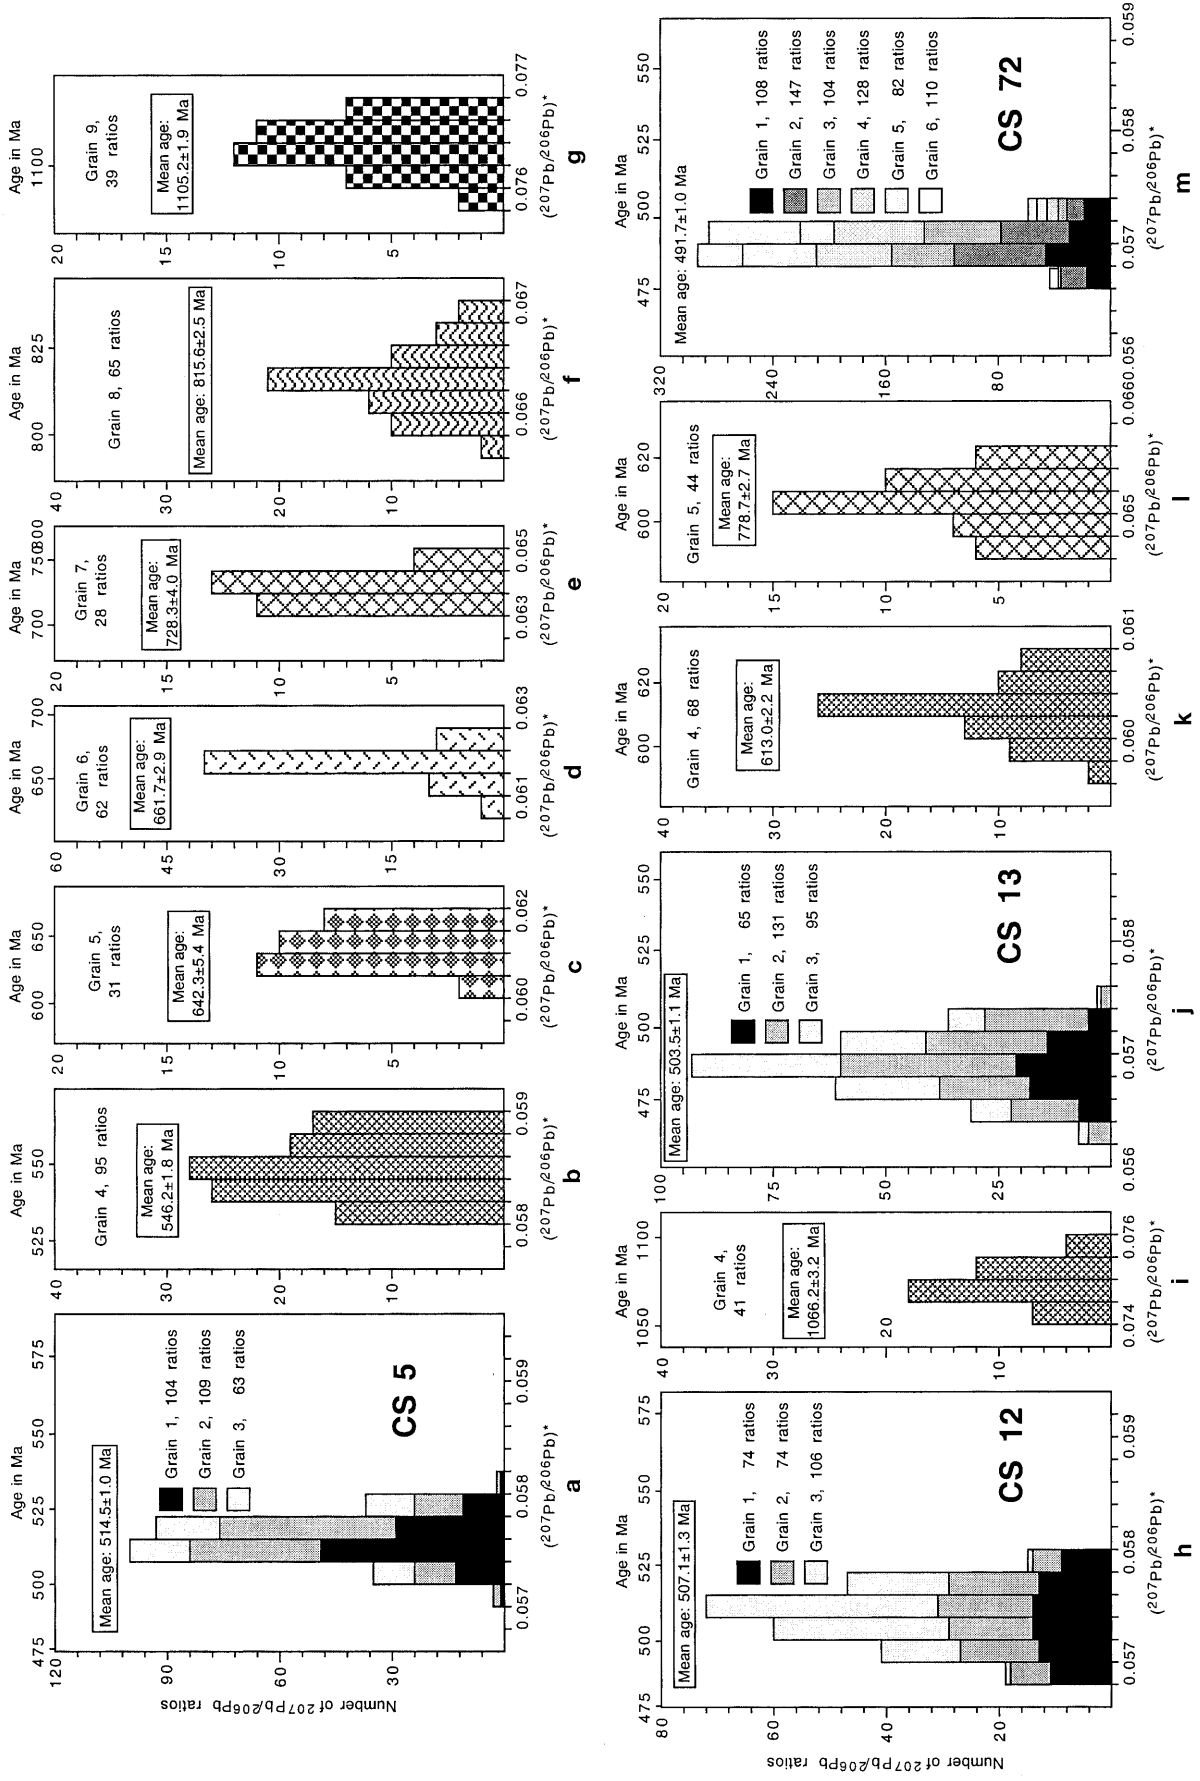 Age in Ma
475 500 525 550 575
Mean age: 514.5±1.0 Ma
Grain 1, 104 ratios
Grain 2, 109 ratios
Grain 3, 63 ratios
CS 5
120 90 60 30
Number of 207Pb/206Pb ratios
0.057 0.058 0.059
(207Pb/206Pb)*
a
Age in Ma
525 550
Grain 4, 95 ratios
Mean age:
546.2±1.8 Ma
40 30 20 10
0.058 0.059
(207Pb/206Pb)*
b
Age in Ma
600 650
Grain 5,
31 ratios
Mean age:
642.3±5.4 Ma
20 15 10 5
0.060 0.062
(207Pb/206Pb)*
c
Age in Ma
650 700
Grain 6,
62 ratios
Mean age:
661.7±2.9 Ma
60 45 30 15
0.061 0.063
(207Pb/206Pb)*
d
Age in Ma
700 750 800
Grain 7,
28 ratios
Mean age:
728.3±4.0 Ma
20 15 10 5
0.063 0.065
(207Pb/206Pb)*
e
Age in Ma
800 825
Grain 8, 65 ratios
Mean age: 815.6±2.5 Ma
40 30 20 10
0.066 0.067
(207Pb/206Pb)*
f
Age in Ma
1100
Grain 9,
39 ratios
Mean age:
1105.2±1.9 Ma
20 15 10 5
0.076 0.077
(207Pb/206Pb)*
g
Age in Ma
475 500 525 550 575
Mean age: 507.1±1.3 Ma
Grain 1, 74 ratios
Grain 2, 74 ratios
Grain 3, 106 ratios
CS 12
80 60 40 20
Number of 207Pb/206Pb ratios
0.057 0.058 0.059
(207Pb/206Pb)*
h
Age in Ma
1050 1100
Grain 4,
41 ratios
Mean age:
1066.2±3.2 Ma
40 30 20 10
0.074 0.076
(207Pb/206Pb)*
i
Age in Ma
475 500 525 550
Mean age: 503.5±1.1 Ma
Grain 1, 65 ratios
Grain 2, 131 ratios
Grain 3, 95 ratios
CS 13
100 75 50 25
0.056 0.057 0.058
(207Pb/206Pb)*
j
Age in Ma
600 620
Grain 4, 68 ratios
Mean age:
613.0±2.2 Ma
40 30 20 10
0.060 0.061
(207Pb/206Pb)*
k
Age in Ma
600 620
Grain 5, 44 ratios
Mean age:
778.7±2.7 Ma
20 15 10 5
0.065 0.066
(207Pb/206Pb)*
l
Age in Ma
475 500 525 550
Mean age: 491.7±1.0 Ma
Grain 1, 108 ratios
Grain 2, 147 ratios
Grain 3, 104 ratios
Grain 4, 128 ratios
Grain 5, 82 ratios
Grain 6, 110 ratios
CS 72
320 240 160 80
0.056 0.057 0.058 0.059
(207Pb/206Pb)*
m